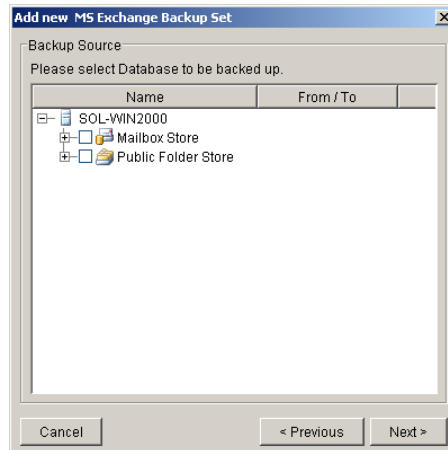 Add new MS Exchange Backup Set
Backup Source
Please select Database to be backed up.
Name From / To
SOL-WIN2000
Mailbox Store
Public Folder Store
Cancel < Previous Next >